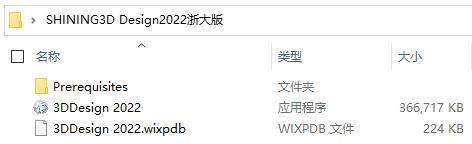 SHINING3D Design2022浙大版
名称 类型 大小
Prerequisites 文件夹
3DDesign 2022 应用程序 366,717 KB
3DDesign 2022.wixpdb WIXPDB 文件 224 KB